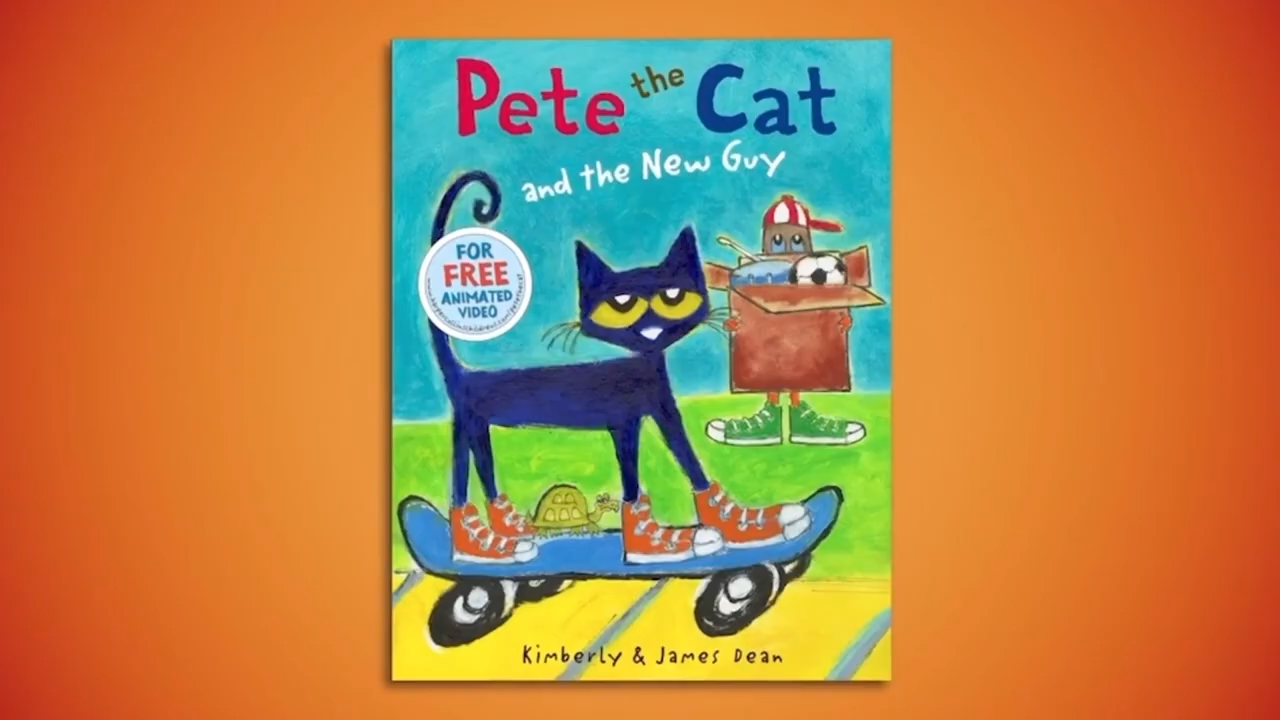 Pete the Cat
and the New Guy
FOR
FREE
ANIMATED
VIDEO
Kimberly & James Dean